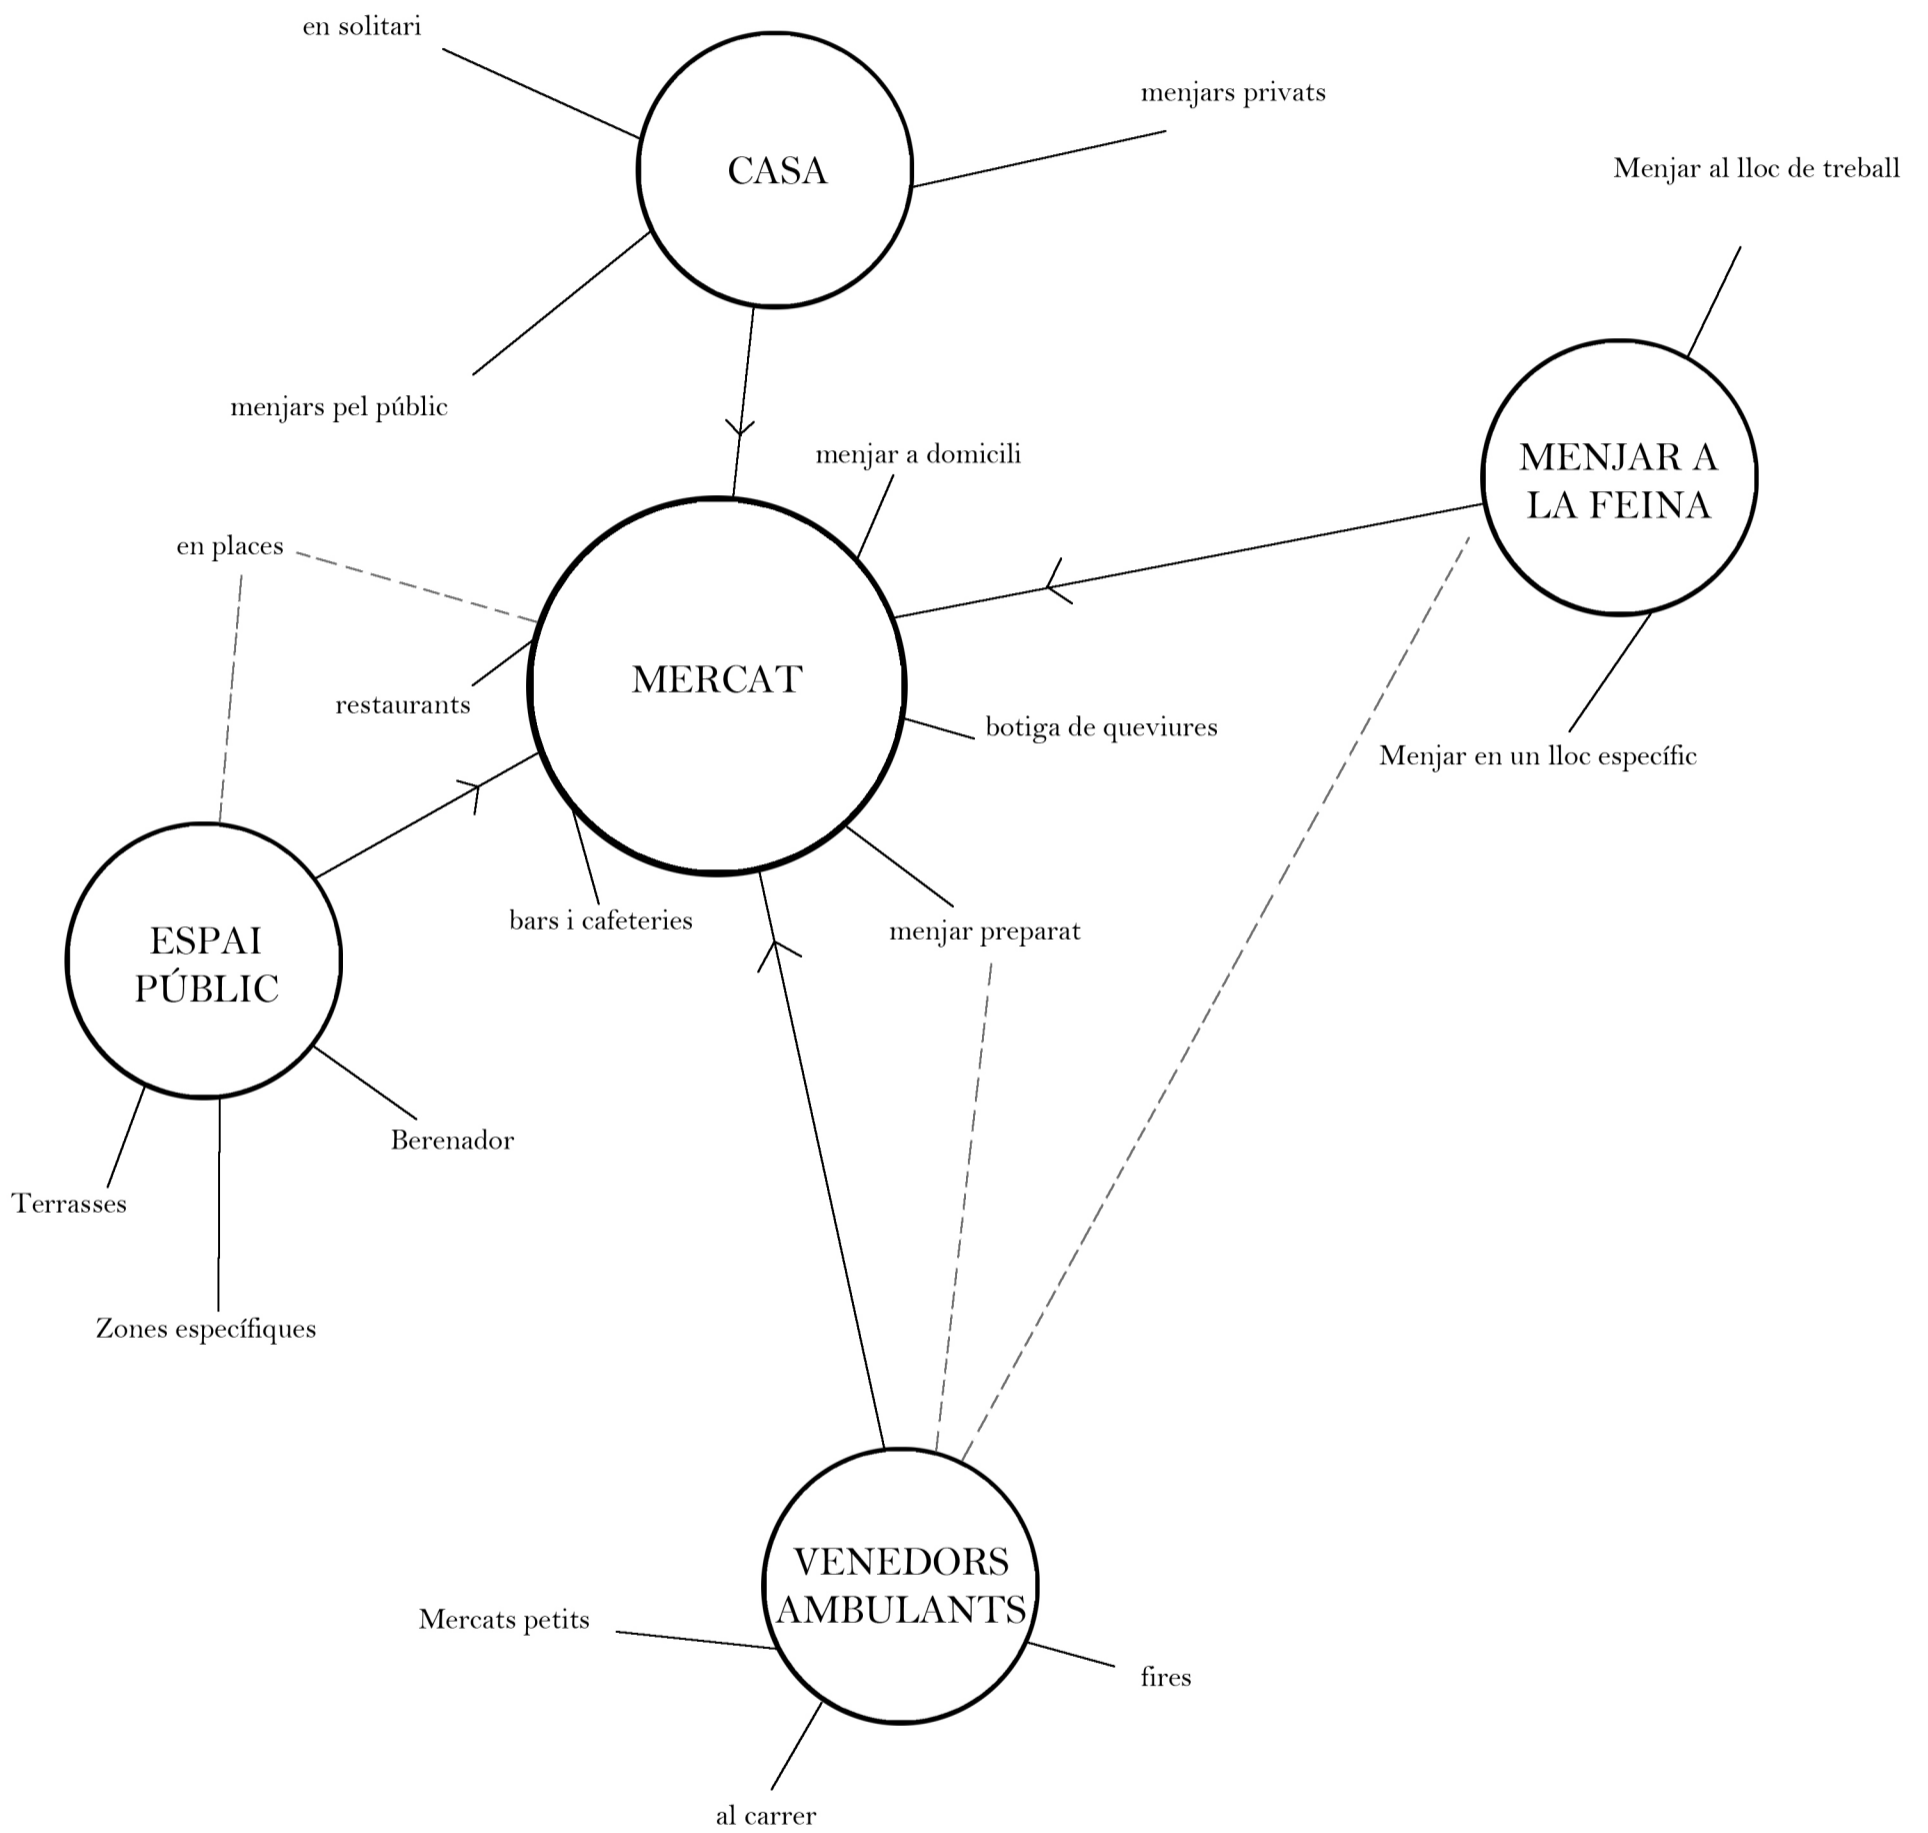 en solitari
menjars privats
CASA
Menjar al lloc de treball
menjars pel públic
menjar a domicili
MENJAR A
LA FEINA
en places
MERCAT
restaurants
botiga de queviures
Menjar en un lloc específic
bars i cafeteries
menjar preparat
ESPAI
PÚBLIC
Berenador
Terrasses
Zones específiques
VENEDORS
AMBULANTS
Mercats petits
fires
al carrer